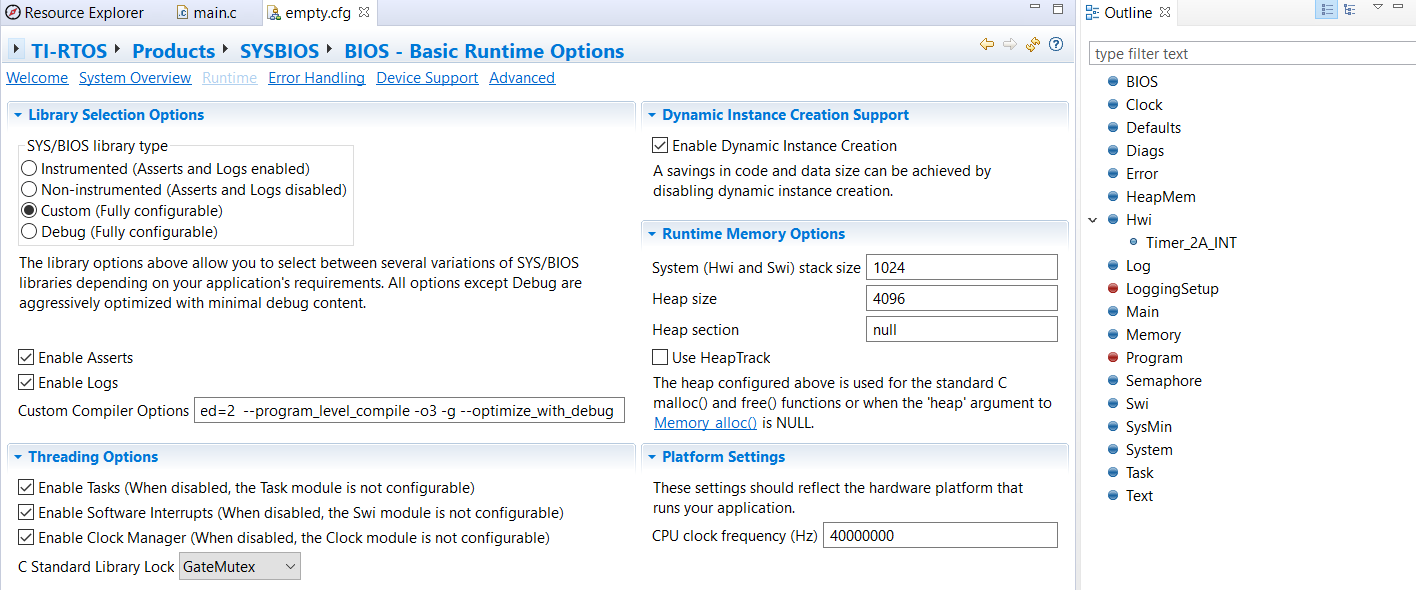 Resource Explorer
main.c
empty.cfg
TI-RTOS
Products
SYSBIOS
BIOS - Basic Runtime Options
Welcome
System Overview
Runtime
Error Handling
Device Support
Advanced
Library Selection Options
SYS/BIOS library type
Instrumented (Asserts and Logs enabled)
Non-instrumented (Asserts and Logs disabled)
Custom (Fully configurable)
Debug (Fully configurable)
The library options above allow you to select between several variations of SYS/BIOS
libraries depending on your application's requirements. All options except Debug are
aggressively optimized with minimal debug content.
Enable Asserts
Enable Logs
Custom Compiler Options
ed=2 --program_level_compile -o3 -g --optimize_with_debug
Threading Options
Enable Tasks (When disabled, the Task module is not configurable)
Enable Software Interrupts (When disabled, the Swi module is not configurable)
Enable Clock Manager (When disabled, the Clock module is not configurable)
C Standard Library Lock
GateMutex
Dynamic Instance Creation Support
Enable Dynamic Instance Creation
A savings in code and data size can be achieved by
disabling dynamic instance creation.
Runtime Memory Options
System (Hwi and Swi) stack size
1024
Heap size
4096
Heap section
null
Use HeapTrack
The heap configured above is used for the standard C
malloc() and free() functions or when the 'heap' argument to
Memory_alloc() is NULL.
Platform Settings
These settings should reflect the hardware platform that
runs your application.
CPU clock frequency (Hz)
40000000
Outline
type filter text
BIOS
Clock
Defaults
Diags
Error
HeapMem
Hwi
Timer_2A_INT
Log
LoggingSetup
Main
Memory
Program
Semaphore
Swi
SysMin
System
Task
Text